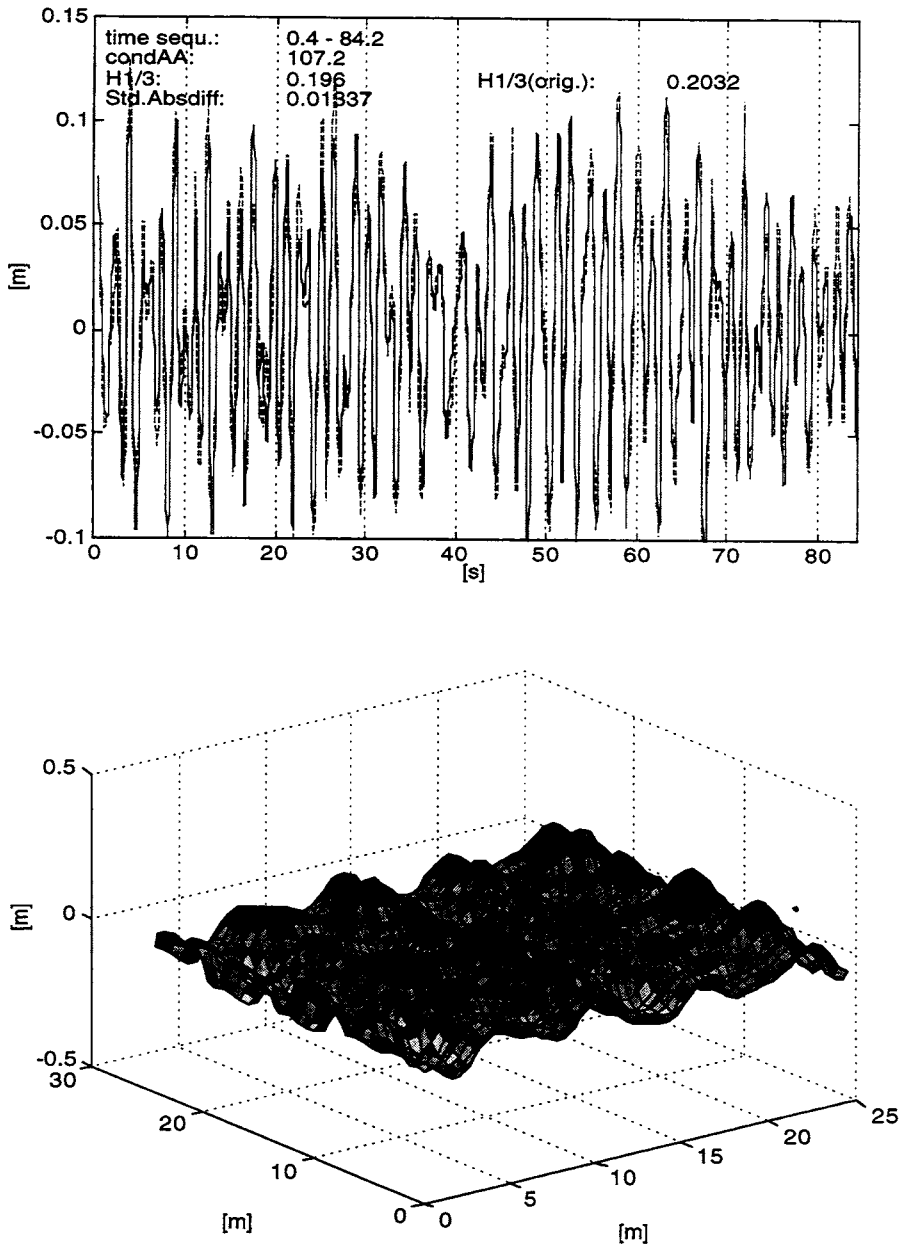 0.15
time sequ.: 0.4 - 84.2
condAA: 107.2
H1/3: 0.196 H1/3(orig.): 0.2032
Std.Absdiff: 0.01337
0.1
0.05
[m]
0
-0.05
-0.1
0 10 20 30 40 50 60 70 80
[s]
0.5
[m]
0
-0.5
30
20
10
0
[m]
0
5
10
15
20
25
[m]